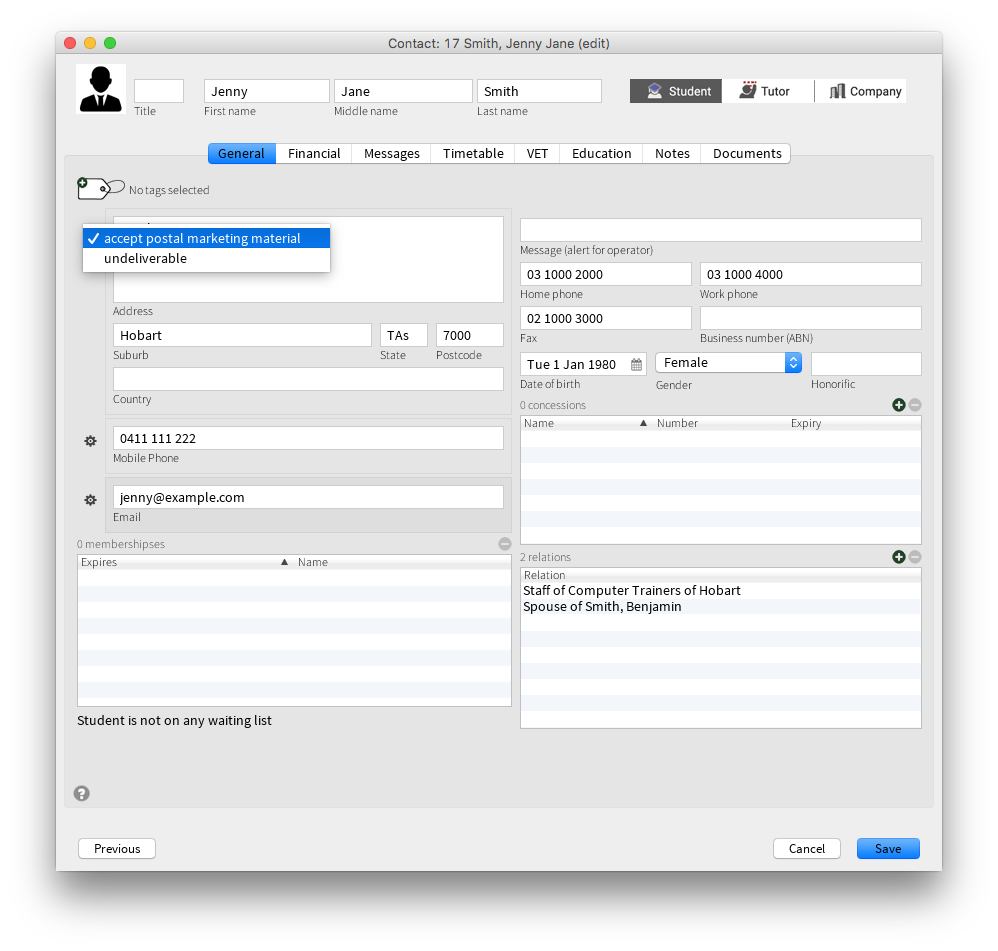 Contact: 17 Smith, Jenny Jane (edit)
Jenny Jane Smith
Title First name Middle name Last name
Student Tutor Company
General Financial Messages Timetable VET Education Notes Documents
No tags selected
accept postal marketing material
undeliverable
Address
Hobart TAs 7000
Suburb State Postcode
Country
0411 111 222
Mobile Phone
jenny@example.com
Email
0 membershipses
Expires ▲ Name
Student is not on any waiting list
Message (alert for operator)
03 1000 2000 03 1000 4000
Home phone Work phone
02 1000 3000
Fax Business number (ABN)
Tue 1 Jan 1980 Female
Date of birth Gender Honorific
0 concessions
Name ▲ Number Expiry
2 relations
Relation
Staff of Computer Trainers of Hobart
Spouse of Smith, Benjamin
?
Previous Cancel Save